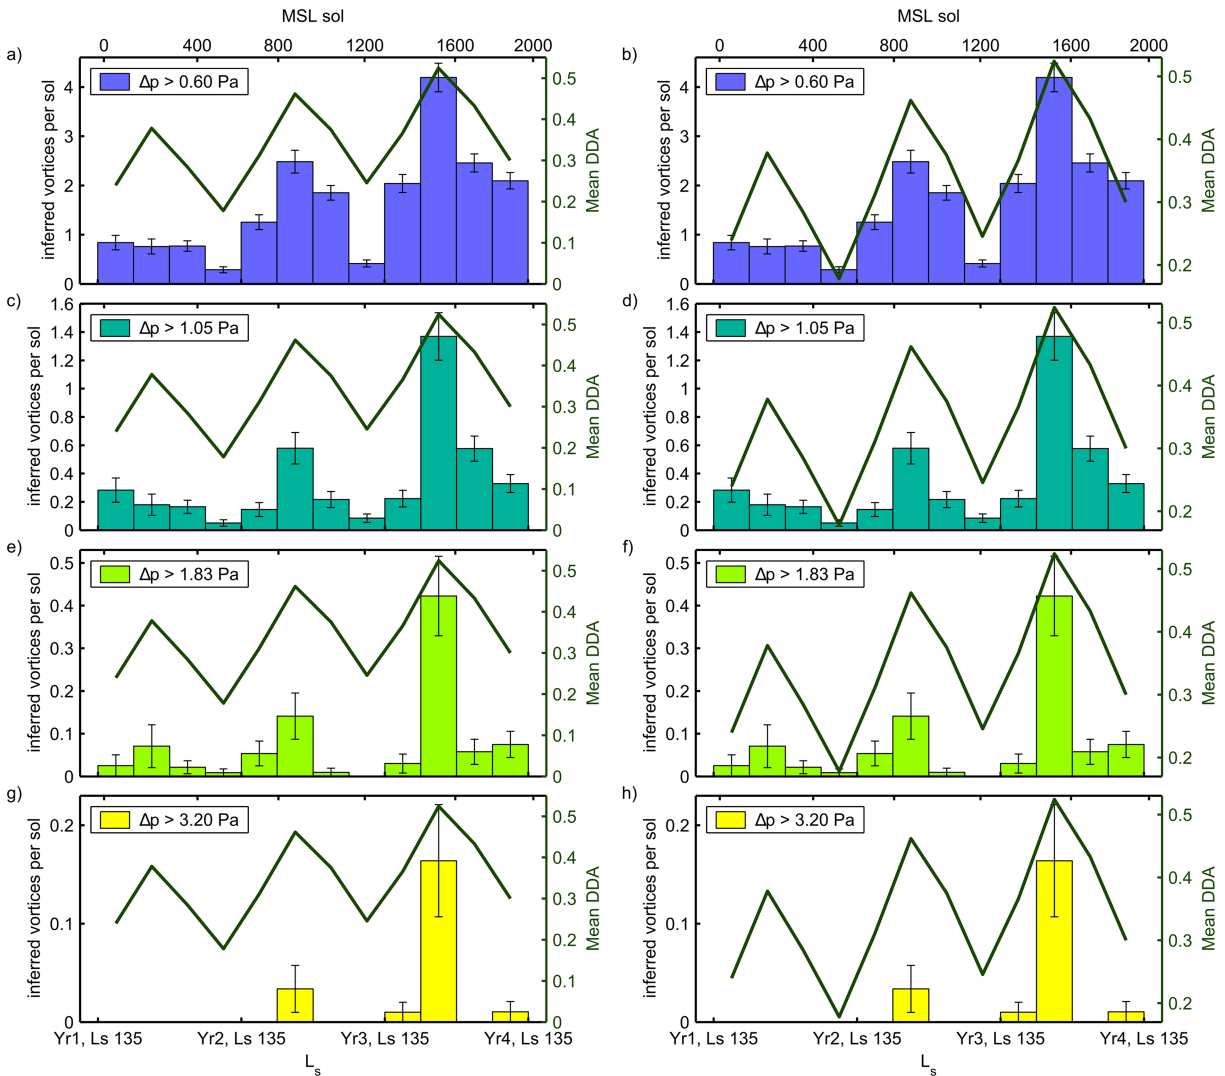 MSL sol
MSL sol
0 400 800 1600 2000
0 400 800 1600 2000
a)
Δp > 0.60 Pa
inferred vortices per sol
4
3
2
1
0
0.5
0.4
0.3
0.2
0.1
0
Mean DDA
b)
Δp > 0.60 Pa
inferred vortices per sol
4
3
2
1
0
0.5
0.4
0.3
0.2
Mean DDA
c)
Δp > 1.05 Pa
inferred vortices per sol
1.6
1.4
1.2
1
0.8
0.6
0.4
0.2
0
0.5
0.4
0.3
0.2
0.1
0
Mean DDA
d)
Δp > 1.05 Pa
inferred vortices per sol
1.6
1.4
1.2
1
0.8
0.6
0.4
0.2
0
0.5
0.4
0.3
0.2
Mean DDA
e)
Δp > 1.83 Pa
inferred vortices per sol
0.5
0.4
0.3
0.2
0.1
0
0.5
0.4
0.3
0.2
0.1
0
Mean DDA
f)
Δp > 1.83 Pa
inferred vortices per sol
0.5
0.4
0.3
0.2
0.1
0
0.5
0.4
0.3
0.2
Mean DDA
g)
Δp > 3.20 Pa
inferred vortices per sol
0.2
0.1
0
0.5
0.4
0.3
0.2
0.1
0
Mean DDA
Yr1, Ls 135 Yr2, Ls 135 Yr3, Ls 135 Yr4, Ls 135
Ls
h)
Δp > 3.20 Pa
inferred vortices per sol
0.2
0.1
0
0.5
0.4
0.3
0.2
Mean DDA
Yr1, Ls 135 Yr2, Ls 135 Yr3, Ls 135 Yr4, Ls 135
Ls